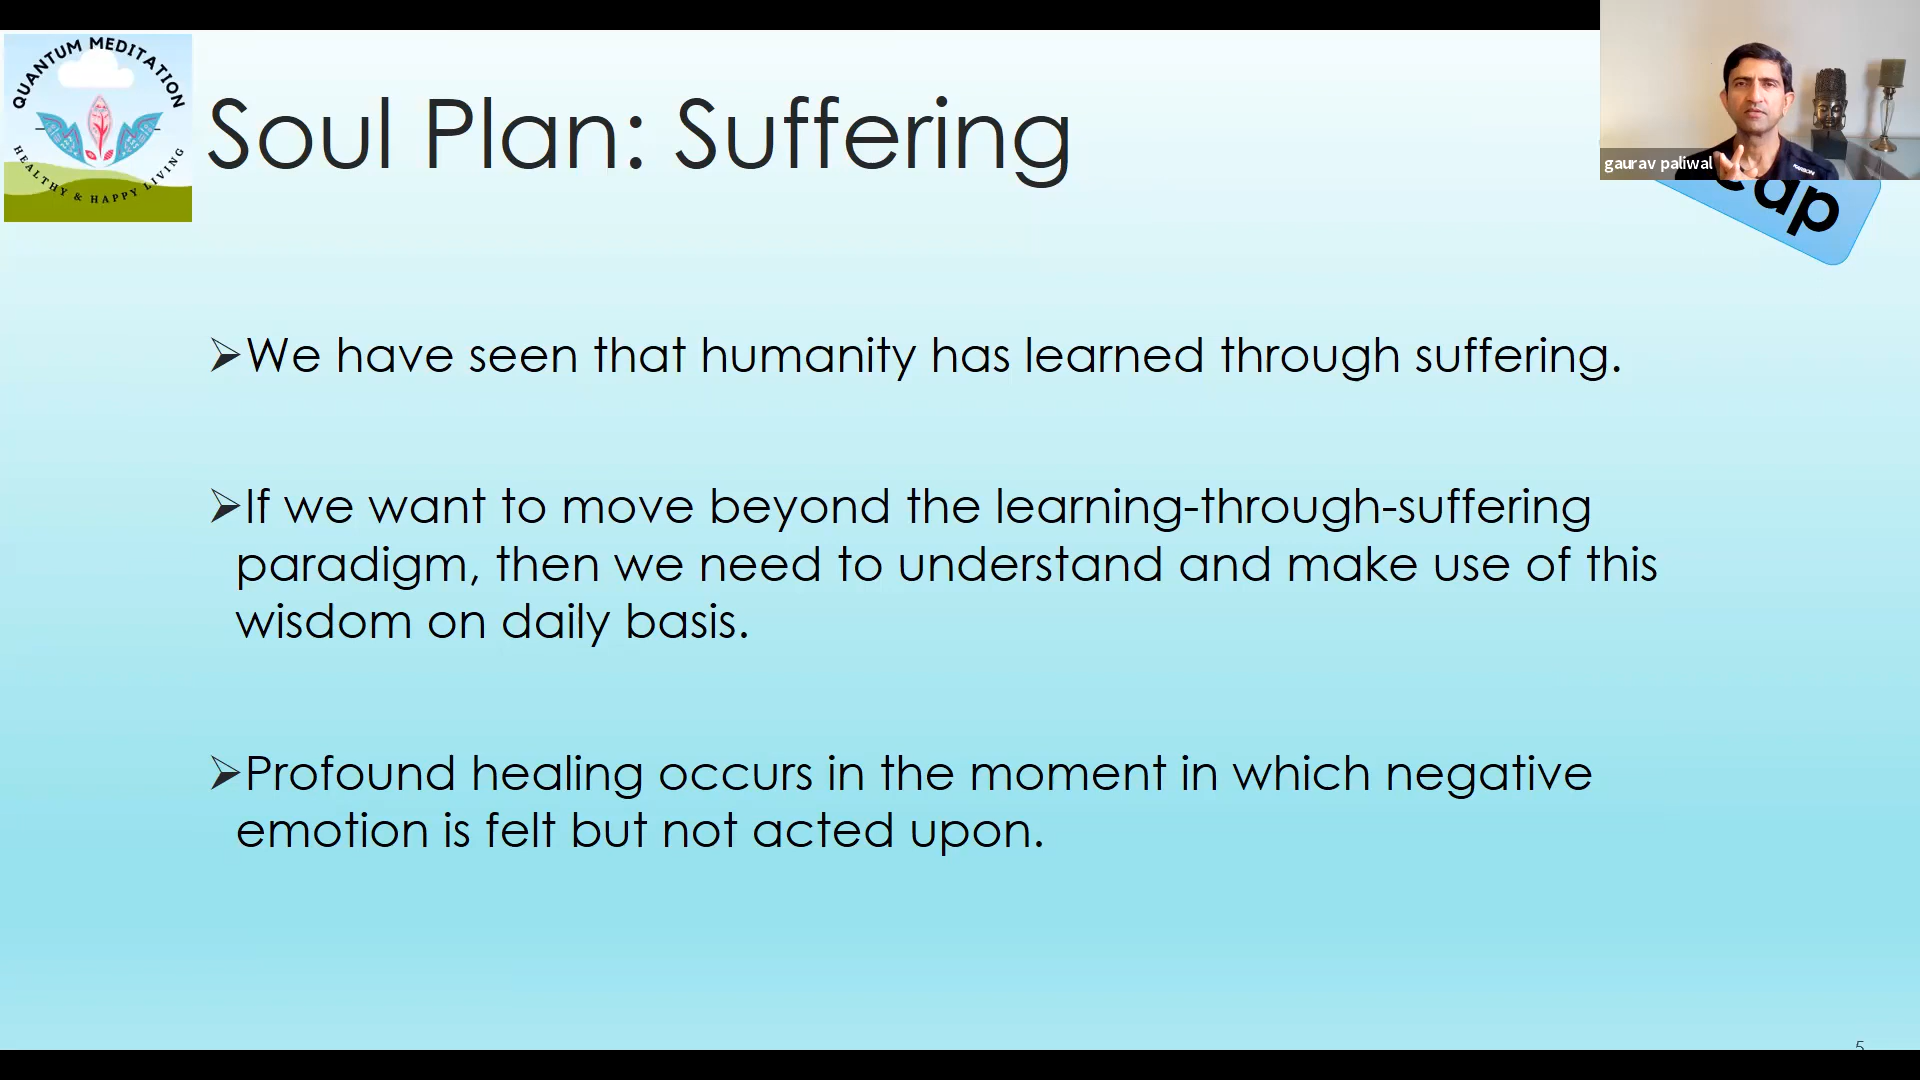 QUANTUM MEDITATION
HEALTHY & HAPPY LIVING
Soul Plan: Suffering
gaurav paliwal
➢We have seen that humanity has learned through suffering.
➢If we want to move beyond the learning-through-suffering
paradigm, then we need to understand and make use of this
wisdom on daily basis.
➢Profound healing occurs in the moment in which negative
emotion is felt but not acted upon.
5